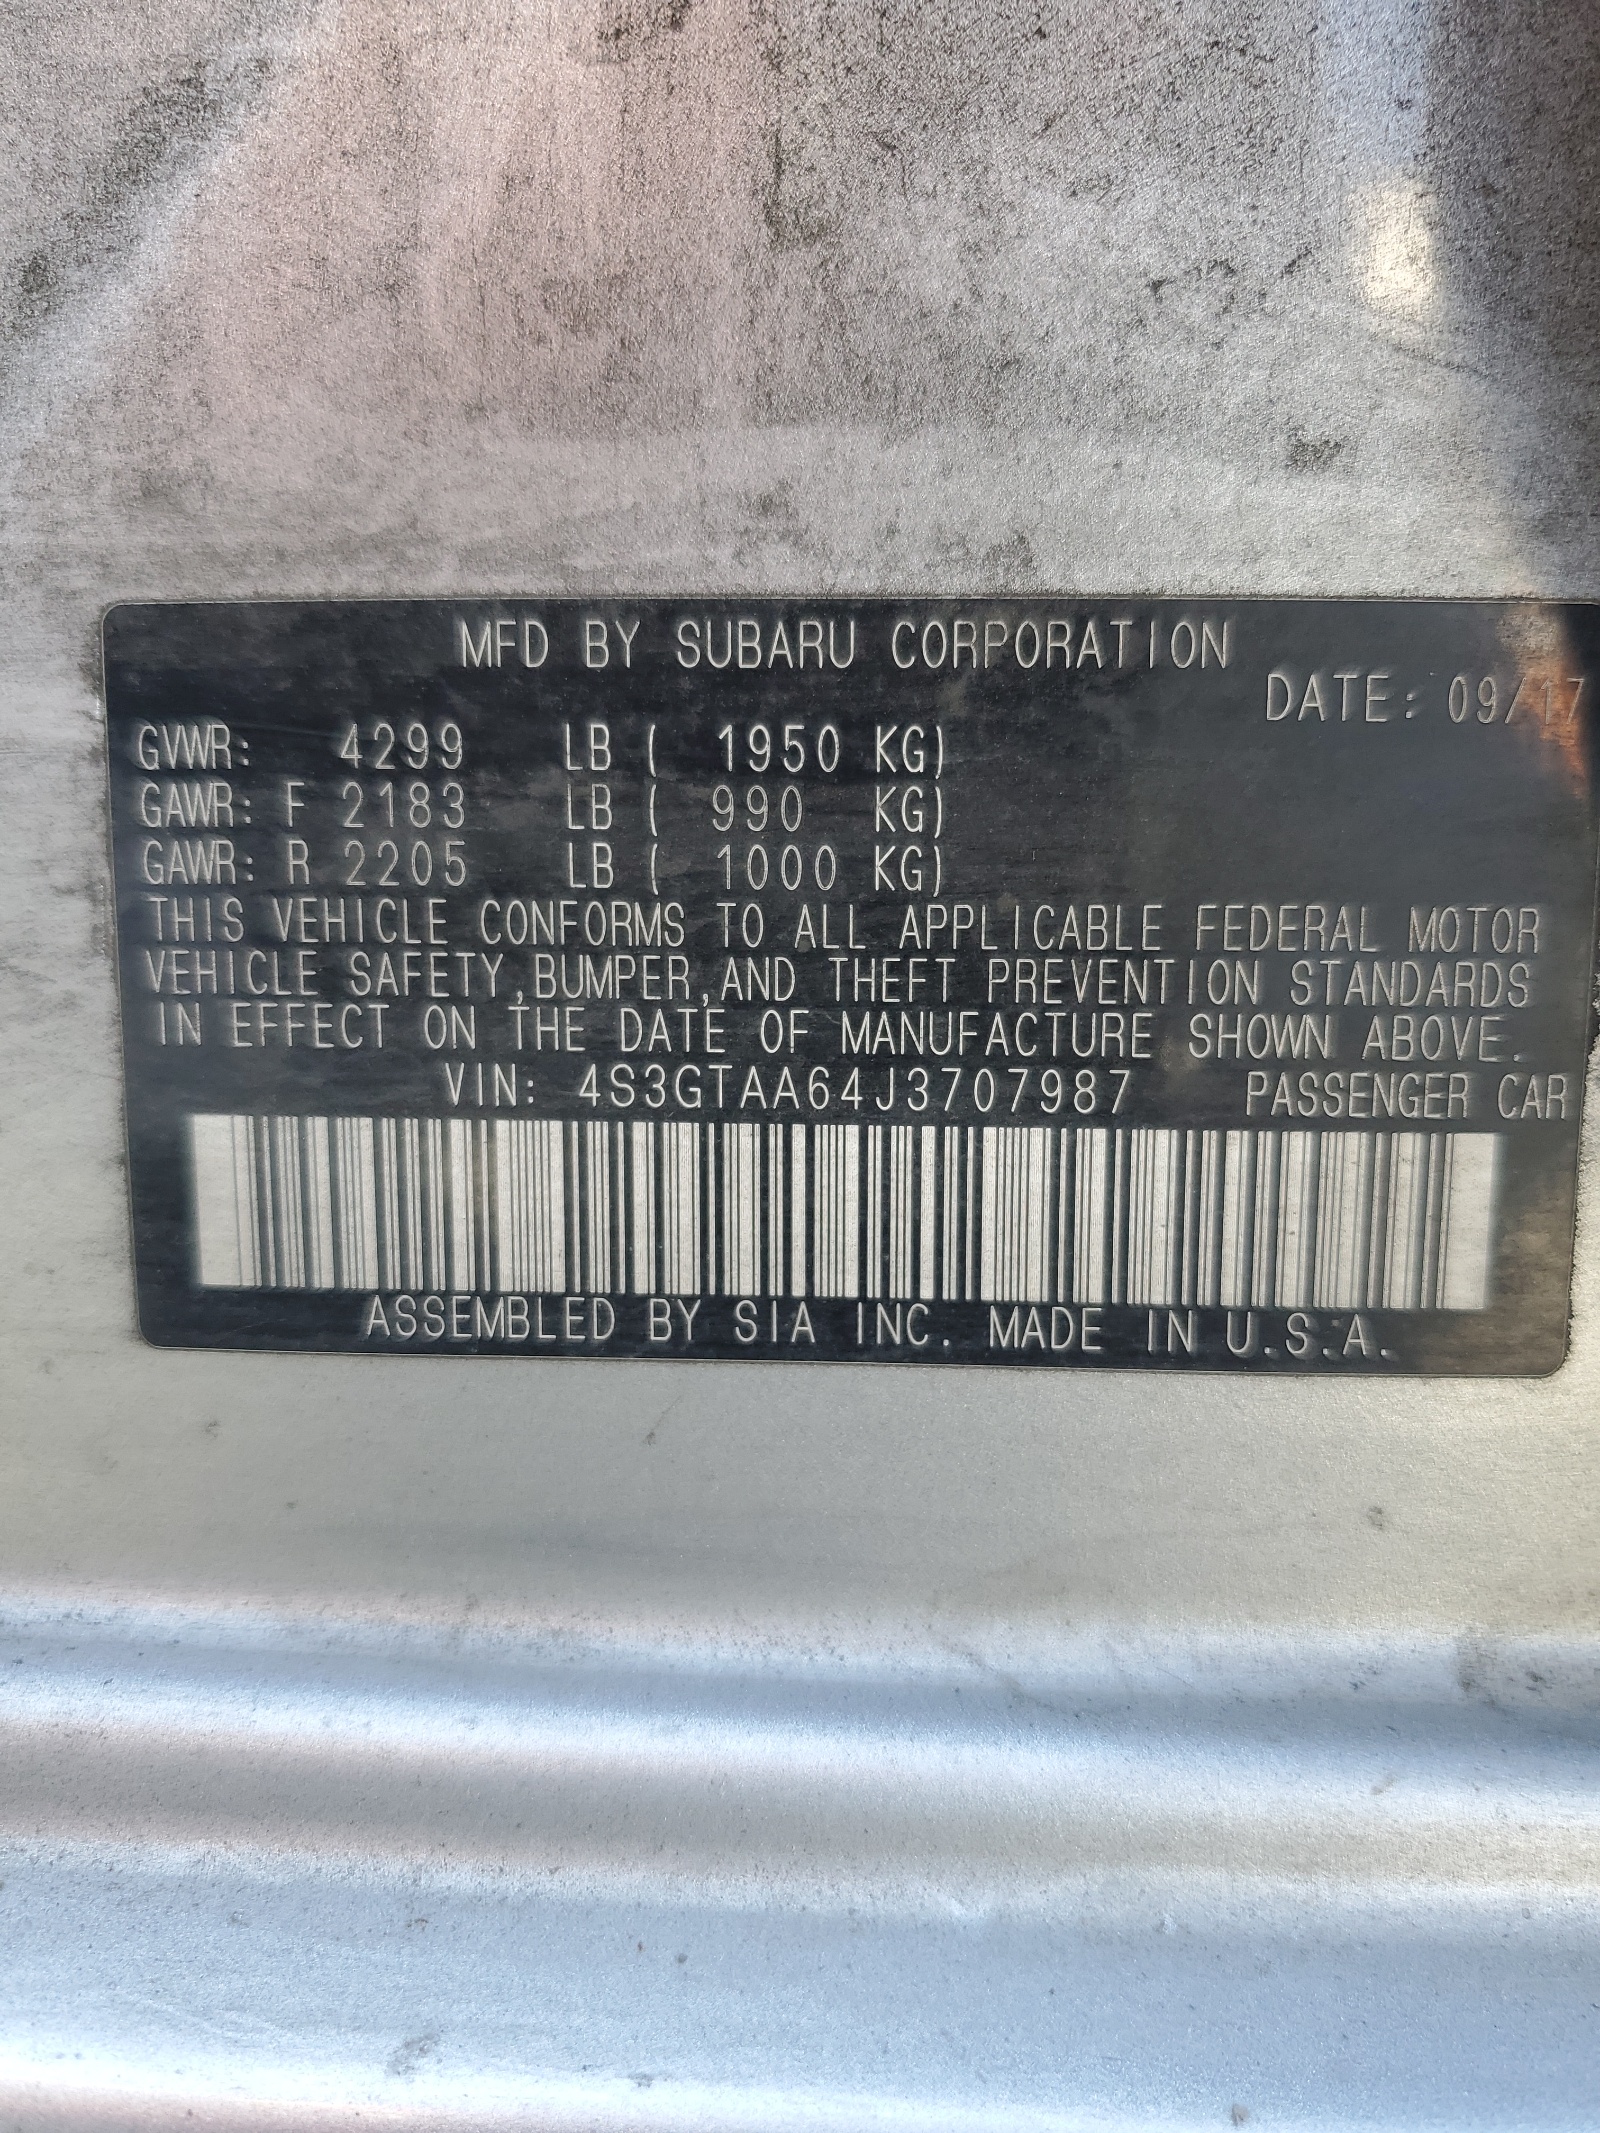 MFD BY SUBARU CORPORATION
DATE: 09/17
GVWR: 4299 LB ( 1950 KG)
GAWR: F 2183 LB ( 990 KG)
GAWR: R 2205 LB ( 1000 KG)
THIS VEHICLE CONFORMS TO ALL APPLICABLE FEDERAL MOTOR
VEHICLE SAFETY,BUMPER,AND THEFT PREVENTION STANDARDS
IN EFFECT ON THE DATE OF MANUFACTURE SHOWN ABOVE.
VIN: 4S3GTAA64J3707987 PASSENGER CAR
ASSEMBLED BY SIA INC. MADE IN U.S.A.